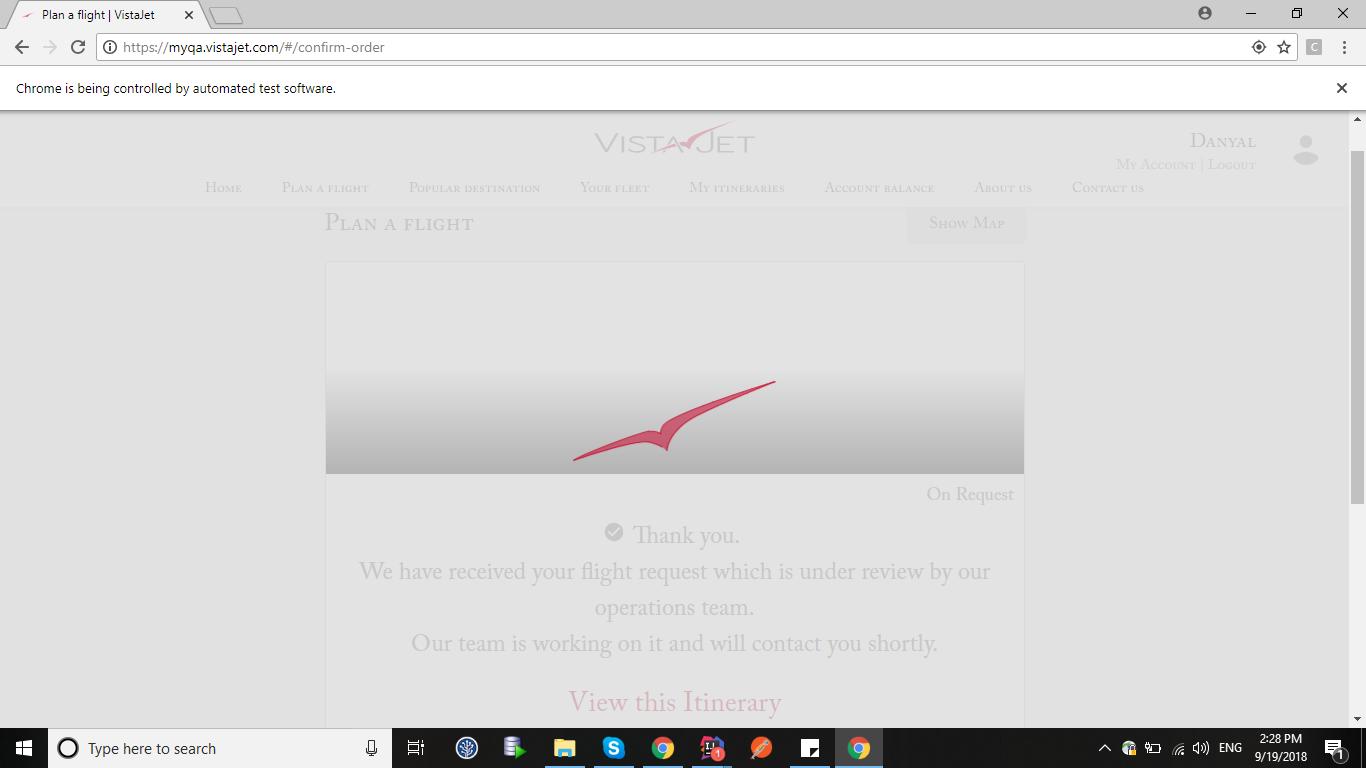 Plan a flight | VistaJet
https://myqa.vistajet.com/#/confirm-order
C
Chrome is being controlled by automated test software.
VISTAJET
Danyal
My Account | Logout
Home Plan a flight Popular destination Your fleet My itineraries Account balance About us Contact us
Plan a flight
Show Map
On Request
Thank you.
We have received your flight request which is under review by our
operations team.
Our team is working on it and will contact you shortly.
View this Itinerary
Type here to search
S
IJ
1
ENG
2:28 PM
9/19/2018
1